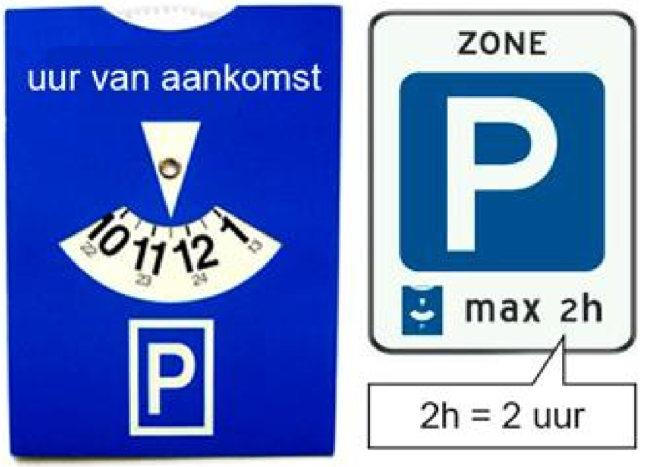 uur van aankomst
10 11 12 1
22 23 24 13
P
ZONE
P
max 2h
2h = 2 uur